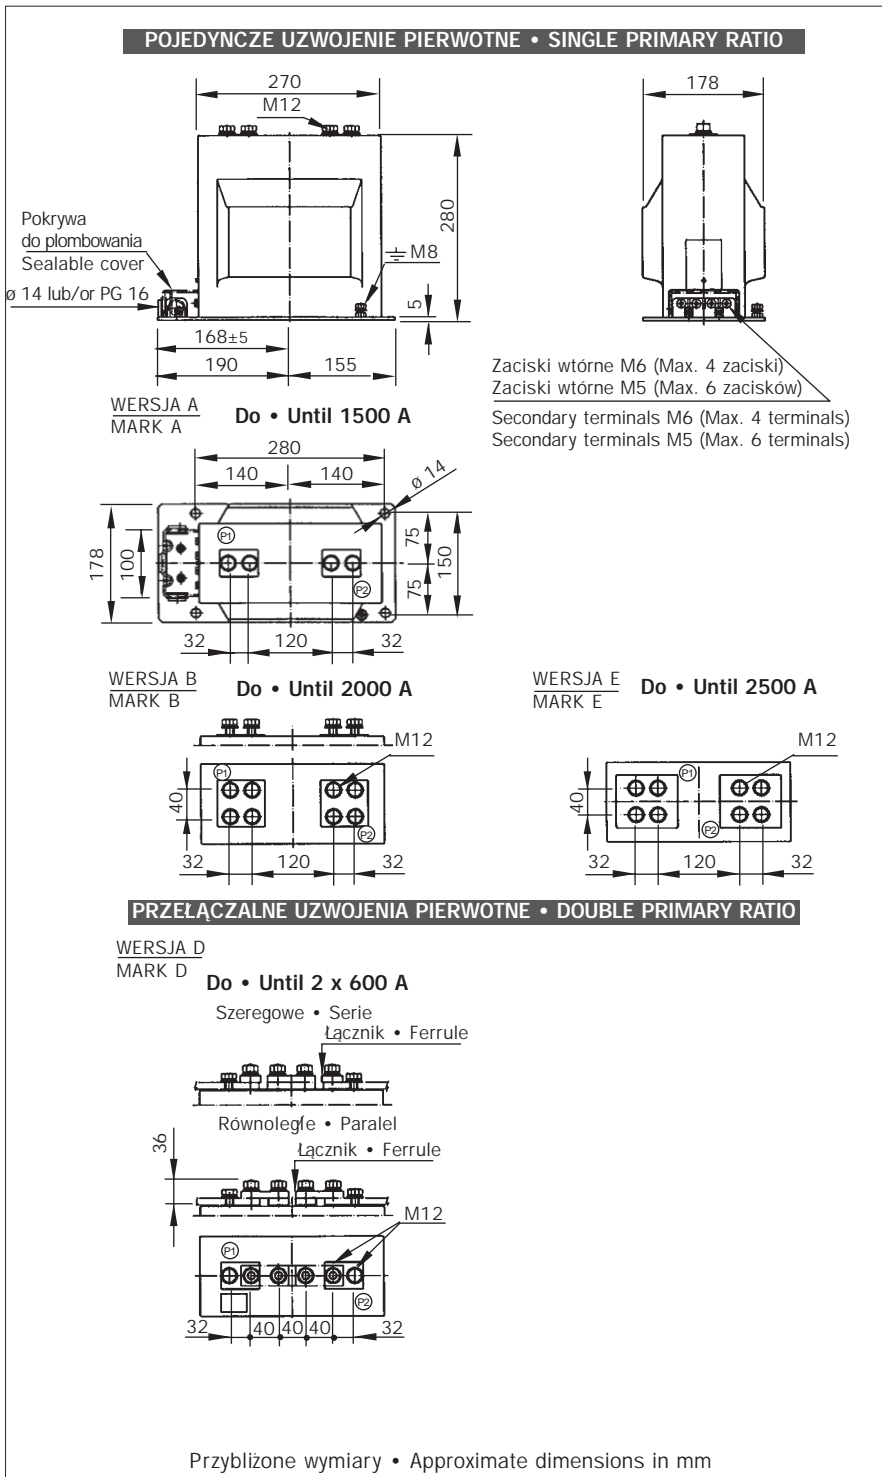 POJEDYNCZE UZWOJENIE PIERWOTNE • SINGLE PRIMARY RATIO
270
M12
178
280
Pokrywa
do plombowania
Sealable cover
ø 14 lub/or PG 16
M8
5
168±5
190
155
Zaciski wtórne M6 (Max. 4 zaciski)
Zaciski wtórne M5 (Max. 6 zacisków)
Secondary terminals M6 (Max. 4 terminals)
Secondary terminals M5 (Max. 6 terminals)
WERSJA A
MARK A
Do • Until 1500 A
280
140
140
ø 14
P1
178
100
75
75
150
P2
32
120
32
WERSJA B
MARK B
Do • Until 2000 A
M12
P1
40
P2
32
120
32
WERSJA E
MARK E
Do • Until 2500 A
M12
P1
40
P2
32
120
32
PRZEŁĄCZALNE UZWOJENIA PIERWOTNE • DOUBLE PRIMARY RATIO
WERSJA D
MARK D
Do • Until 2 x 600 A
Szeregowe • Serie
Łącznik • Ferrule
Równoległe • Paralel
Łącznik • Ferrule
36
M12
P1
P2
32
40
40
40
32
Przybliżone wymiary • Approximate dimensions in mm